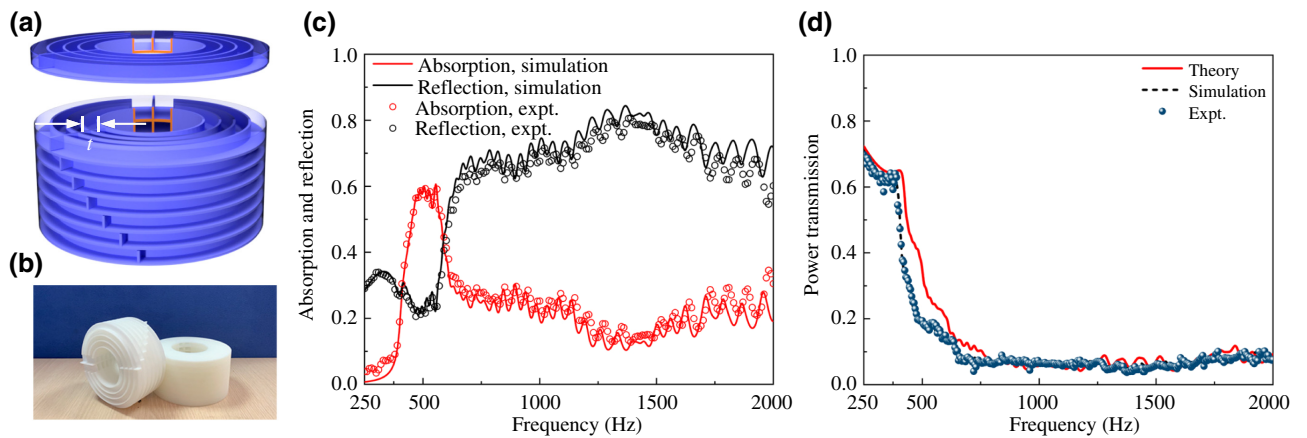 (a)
l
(b)
(c)
Absorption and reflection
1.0
0.8
0.6
0.4
0.2
0.0
Absorption, simulation
Reflection, simulation
Absorption, expt.
Reflection, expt.
250 500 1000 1500 2000
Frequency (Hz)
(d)
Power transmission
1.0
0.8
0.6
0.4
0.2
0.0
Theory
Simulation
Expt.
250 500 1000 1500 2000
Frequency (Hz)